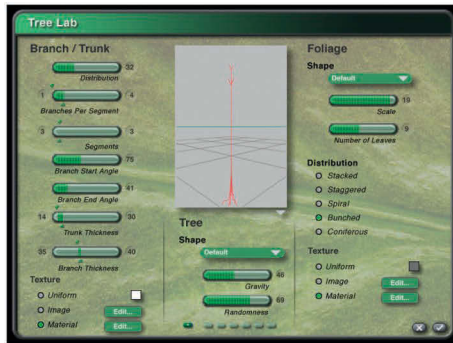 Tree Lab
Branch / Trunk
32
Distribution
1 4
Branches Per Segment
3 3
Segments
75
Branch Start Angle
41
Branch End Angle
14 30
Trunk Thickness
35 40
Branch Thickness
Texture
Uniform
Image Edit...
Material Edit...
Tree
Shape
Default
48
Gravity
69
Randomness
Foliage
Shape
Default
19
Scale
9
Number of Leaves
Distribution
Stacked
Staggered
Spiral
Bunched
Coniferous
Texture
Uniform
Image Edit...
Material Edit...